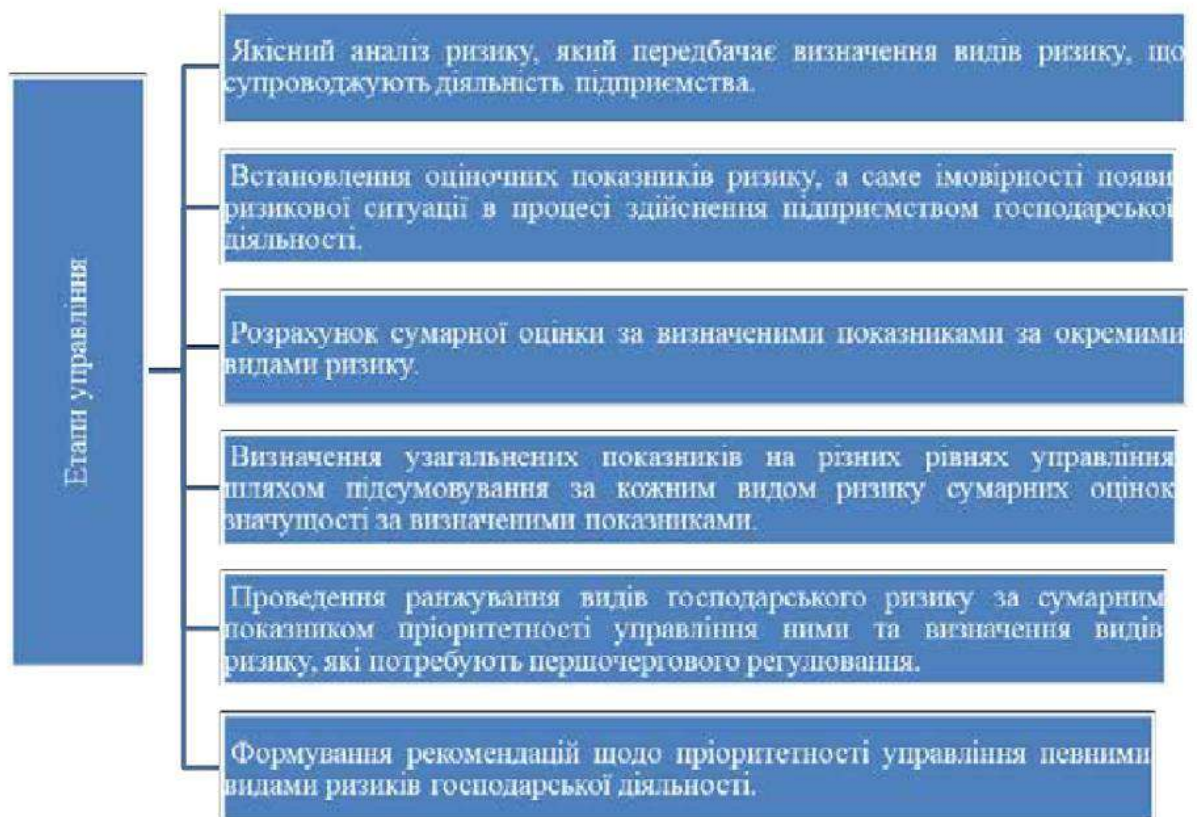 Етапи управління
Якісний аналіз ризику, який передбачає визначення видів ризику, що
супроводжують діяльність підприємства.
Встановлення оціночних показників ризику, а саме імовірності появи
ризикової ситуації в процесі здійснення підприємством господарської
діяльності.
Розрахунок сумарної оцінки за визначеними показниками за окремими
видами ризику.
Визначення узагальнених показників на різних рівнях управління
шляхом підсумовування за кожним видом ризику сумарних оцінок
значущості за визначеними показниками.
Проведення ранжування видів господарського ризику за сумарним
показником пріоритетності управління ними та визначення видів
ризику, які потребують першочергового регулювання.
Формування рекомендацій щодо пріоритетності управління певними
видами ризиків господарської діяльності.